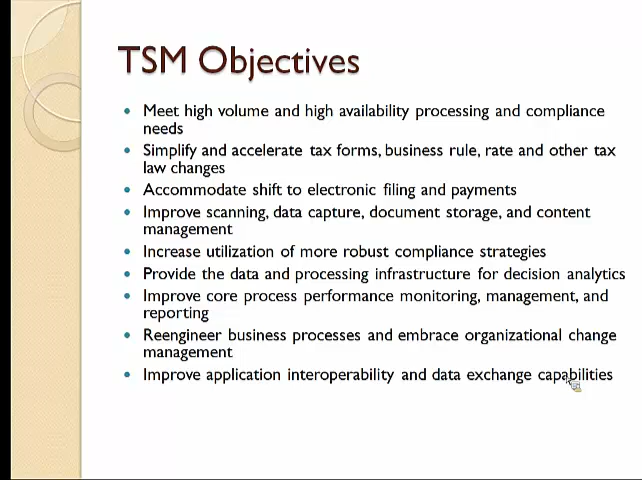 TSM Objectives
Meet high volume and high availability processing and compliance
needs
Simplify and accelerate tax forms, business rule, rate and other tax
law changes
Accommodate shift to electronic filing and payments
Improve scanning, data capture, document storage, and content
management
Increase utilization of more robust compliance strategies
Provide the data and processing infrastructure for decision analytics
Improve core process performance monitoring, management, and
reporting
Reengineer business processes and embrace organizational change
management
Improve application interoperability and data exchange capabilities